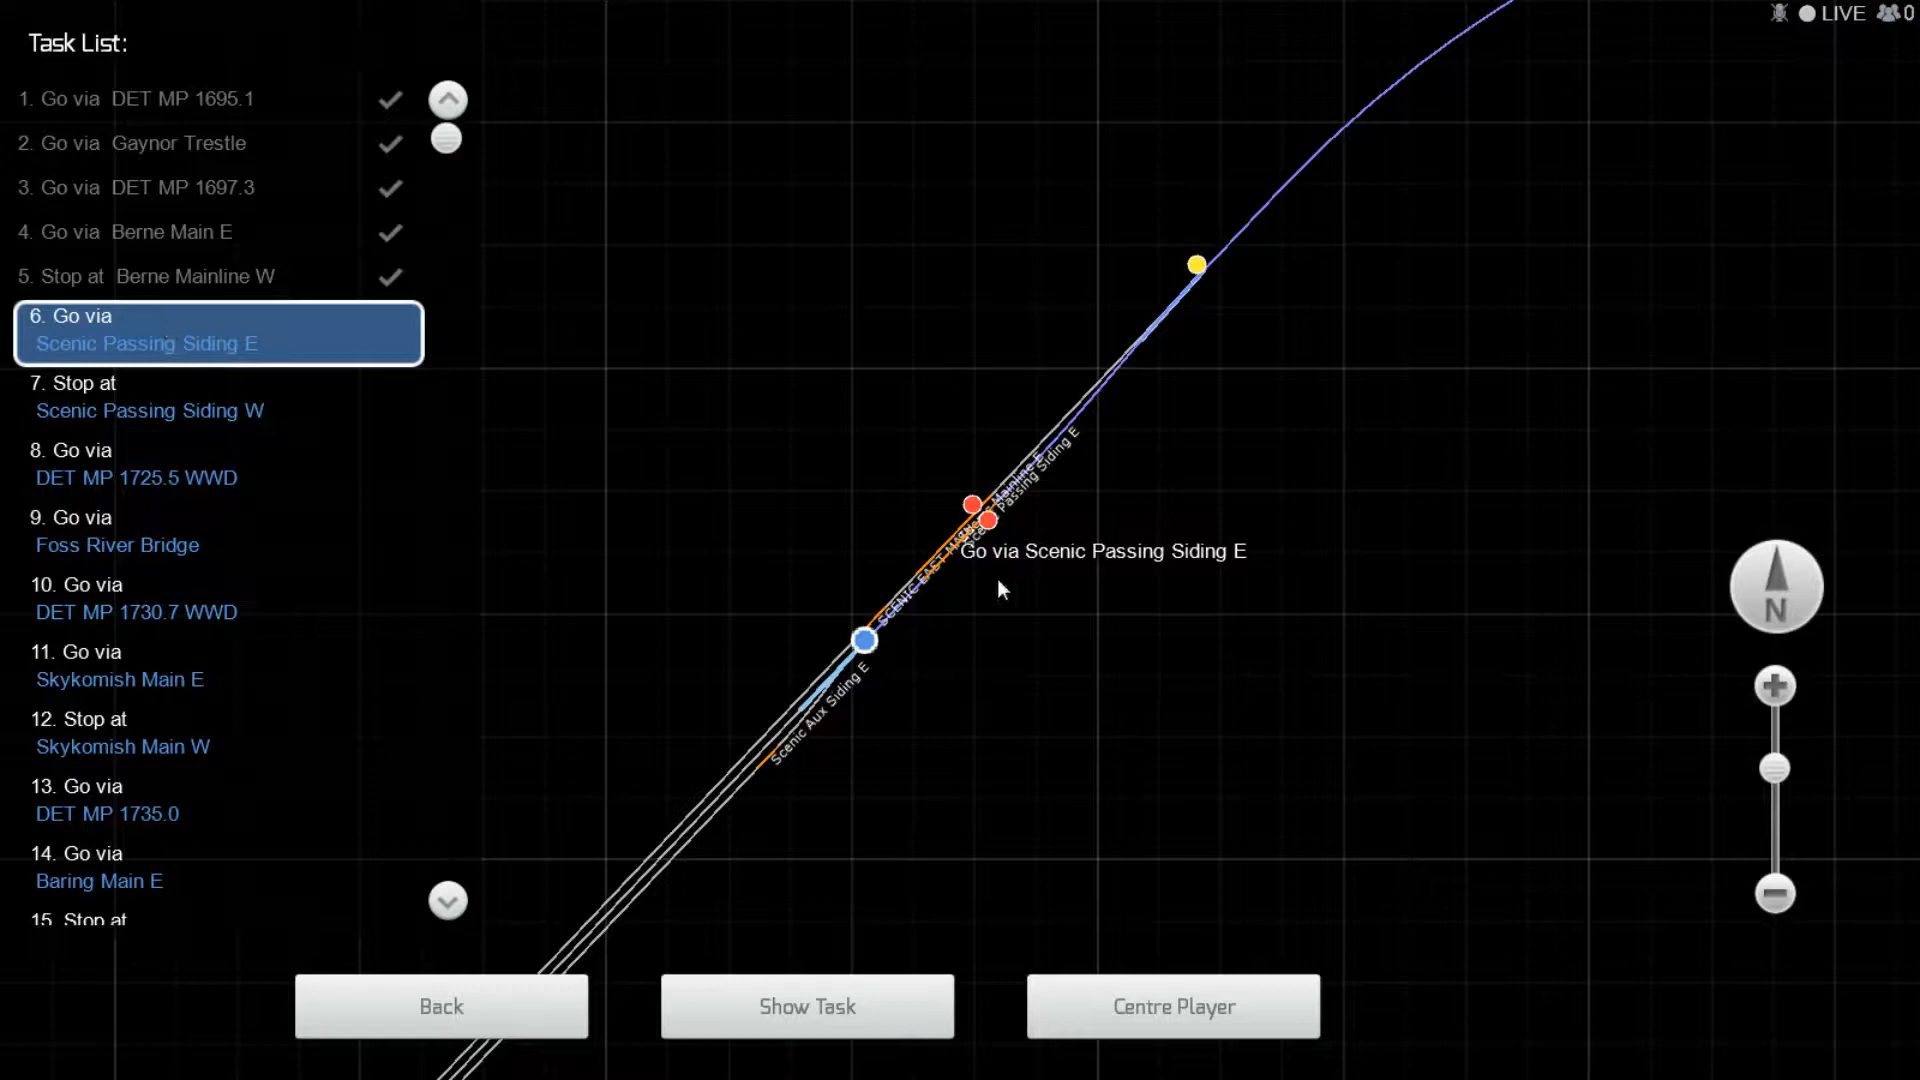 Task List:
LIVE 0
1. Go via DET MP 1695.1
2. Go via Gaynor Trestle
3. Go via DET MP 1697.3
4. Go via Berne Main E
5. Stop at Berne Mainline W
6. Go via
Scenic Passing Siding E
7. Stop at
Scenic Passing Siding W
8. Go via
DET MP 1725.5 WWD
9. Go via
Foss River Bridge
10. Go via
DET MP 1730.7 WWD
11. Go via
Skykomish Main E
12. Stop at
Skykomish Main W
13. Go via
DET MP 1735.0
14. Go via
Baring Main E
15. Stop at
Mainline E
Passing Siding E
SCENIC EAST
Go via Scenic Passing Siding E
Scenic Aux Siding E
N
Back
Show Task
Centre Player